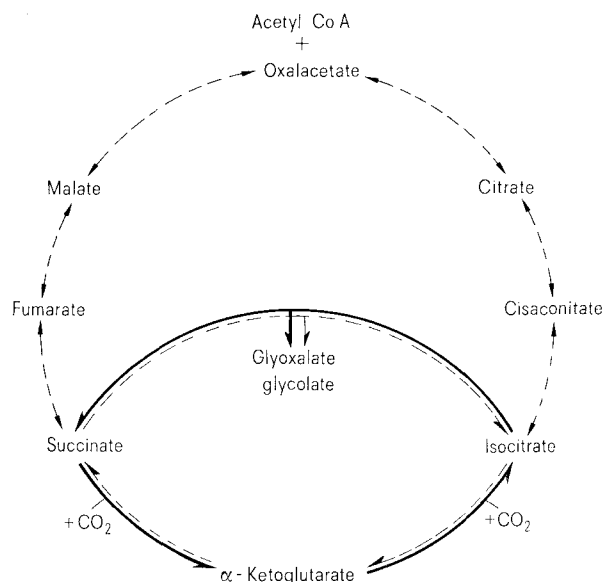 Acetyl Co A
+
Oxalacetate
Malate
Citrate
Fumarate
Cisaconitate
Glyoxalate
glycolate
Succinate
Isocitrate
+CO₂
+CO₂
α-Ketoglutarate